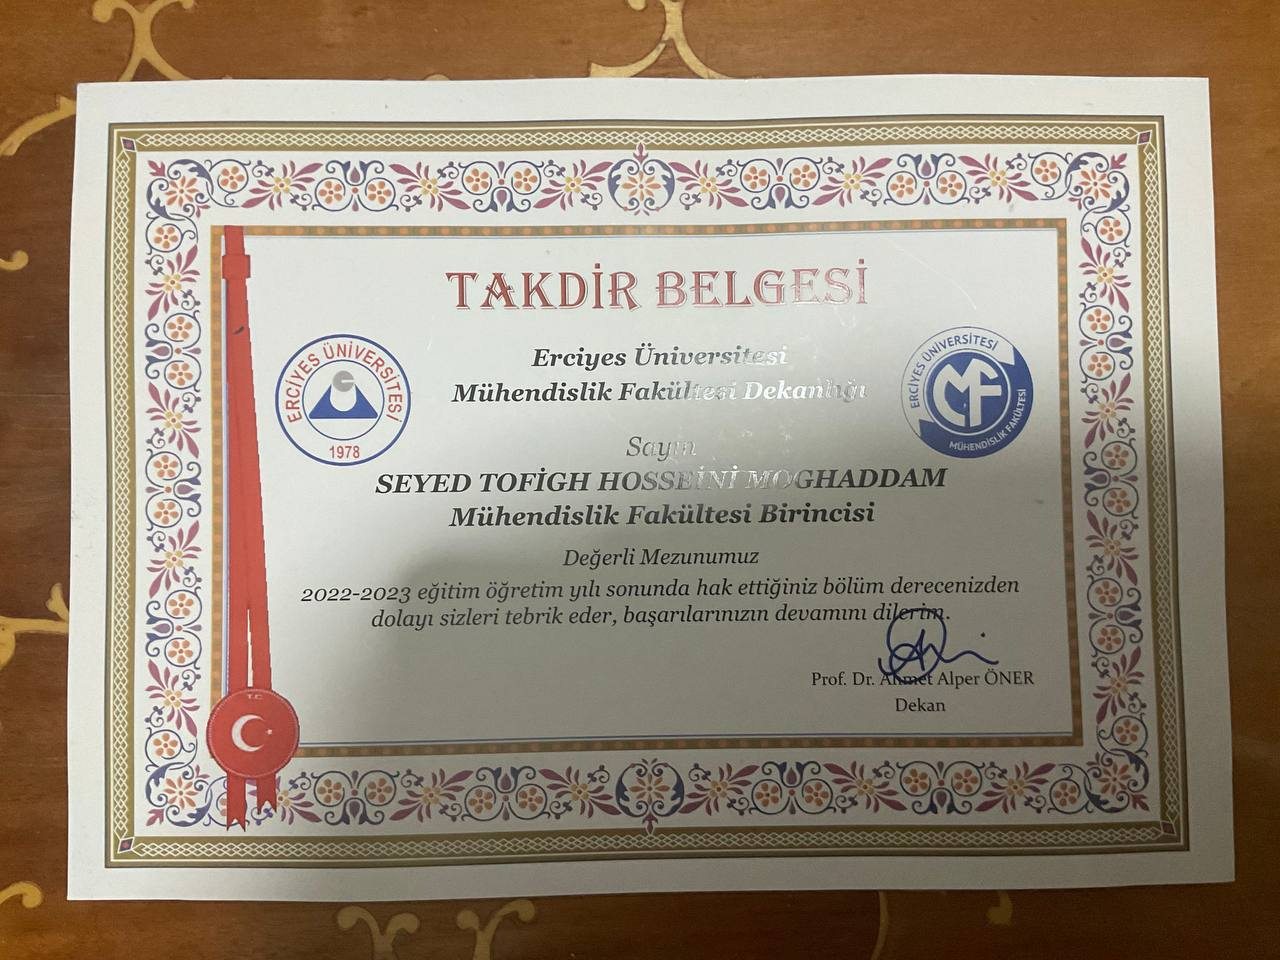 TAKDİR BELGESİ
ERCİYES ÜNİVERSİTESİ
1978
Erciyes Üniversitesi
Mühendislik Fakültesi Dekanlığı
ERCİYES ÜNİVERSİTESİ
MF
MÜHENDİSLİK FAKÜLTESİ
Sayın
SEYED TOFİGH HOSSEİNİ MOGHADDAM
Mühendislik Fakültesi Birincisi
Değerli Mezunumuz
2022-2023 eğitim öğretim yılı sonunda hak ettiğiniz bölüm derecenizden
dolayı sizleri tebrik eder, başarılarınızın devamını dilerim.
Prof. Dr. Ahmet Alper ÖNER
Dekan
T.C.